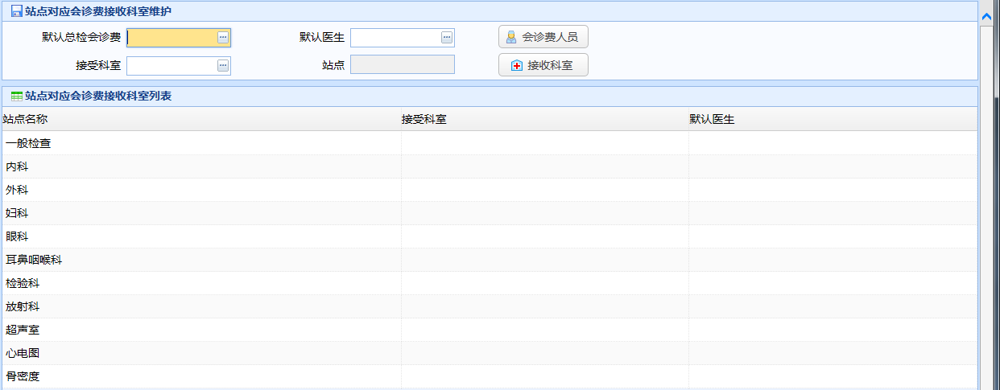 站点对应会诊费接收科室维护
默认总检会诊费 默认医生 会诊费人员
接受科室 站点 接收科室
站点对应会诊费接收科室列表
站点名称 接受科室 默认医生
一般检查
内科
外科
妇科
眼科
耳鼻咽喉科
检验科
放射科
超声室
心电图
骨密度